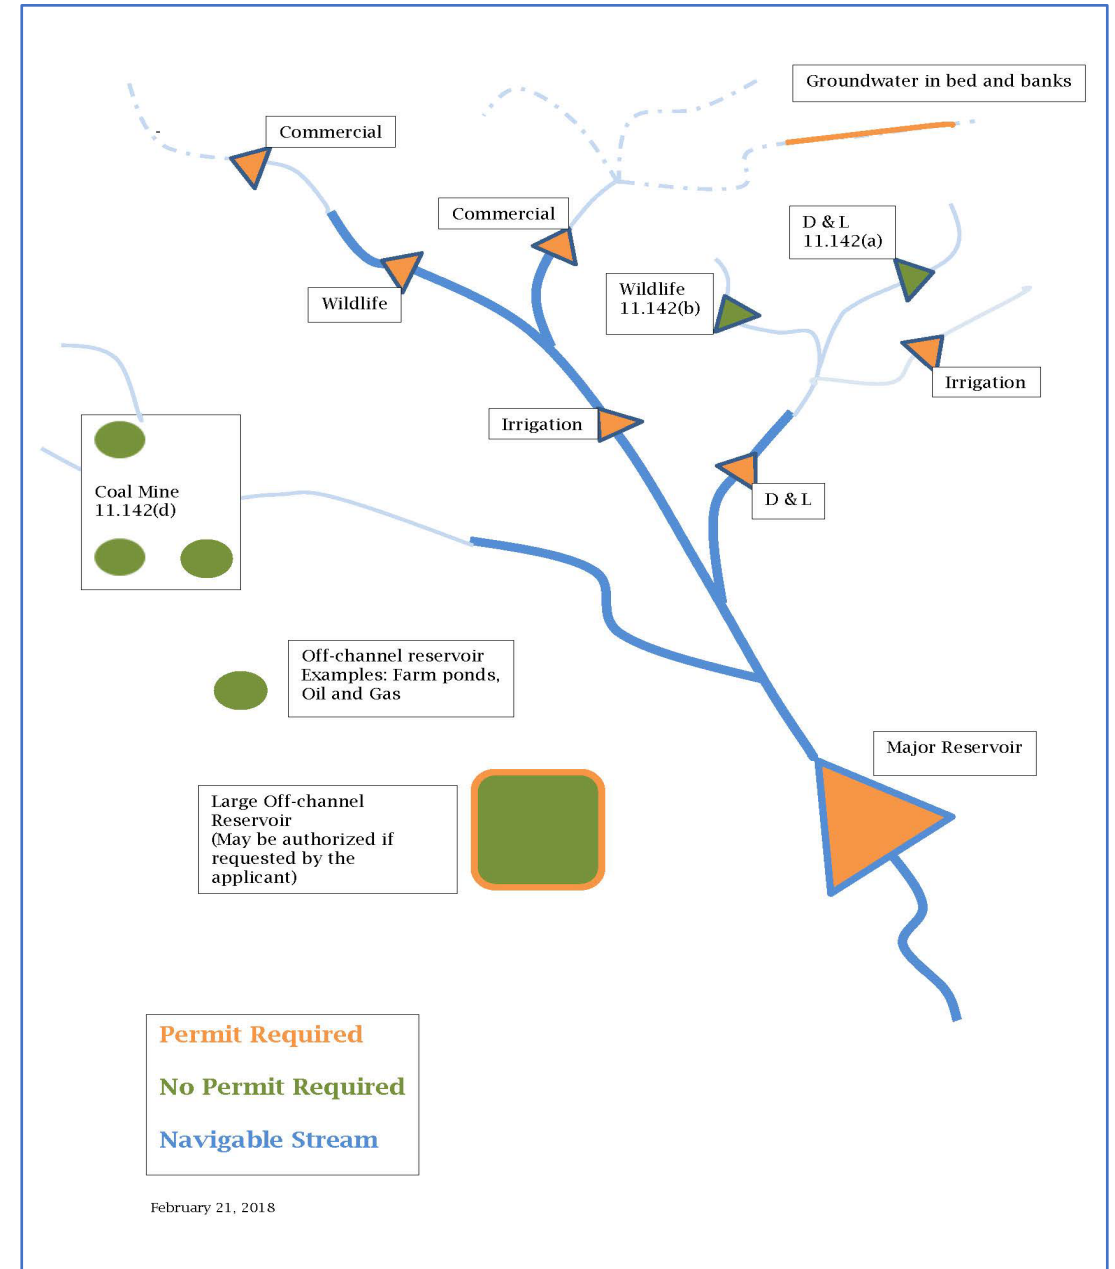 Groundwater in bed and banks
Commercial
Commercial
D & L
11.142(a)
Wildlife
11.142(b)
Wildlife
Irrigation
Irrigation
Coal Mine
11.142(d)
D & L
Off-channel reservoir
Examples: Farm ponds,
Oil and Gas
Major Reservoir
Large Off-channel
Reservoir
(May be authorized if
requested by the
applicant)
Permit Required
No Permit Required
Navigable Stream
February 21, 2018